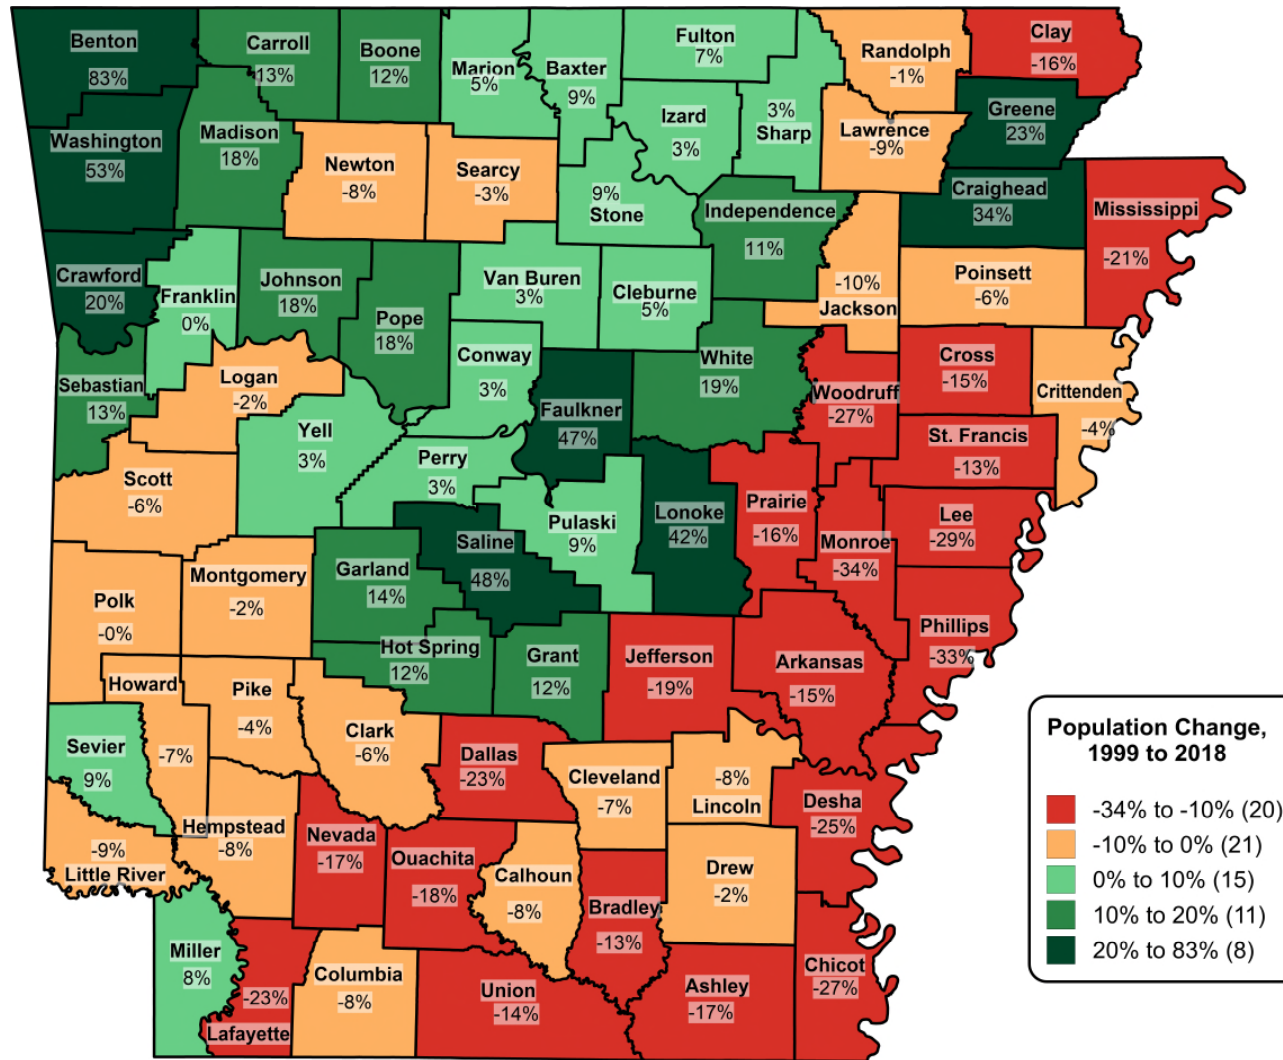 Benton
83%
Carroll
13%
Boone
12%
Marion
5%
Baxter
9%
Fulton
7%
Randolph
-1%
Clay
-16%
Washington
53%
Madison
18%
Newton
-8%
Searcy
-3%
9%
Stone
Izard
3%
3%
Sharp
Lawrence
-9%
Greene
23%
Independence
11%
Craighead
34%
Mississippi
-21%
Crawford
20%
Franklin
0%
Johnson
18%
Pope
18%
Van Buren
3%
Cleburne
5%
-10%
Jackson
Poinsett
-6%
Sebastian
13%
Logan
-2%
Conway
3%
White
19%
Woodruff
-27%
Cross
-15%
Crittenden
-4%
Scott
-6%
Yell
3%
Perry
3%
Faulkner
47%
St. Francis
-13%
Pulaski
9%
Lonoke
42%
Prairie
-16%
Monroe
-34%
Lee
-29%
Polk
-0%
Montgomery
-2%
Garland
14%
Saline
48%
Hot Spring
12%
Grant
12%
Jefferson
-19%
Arkansas
-15%
Phillips
-33%
Howard
-7%
Pike
-4%
Clark
-6%
Sevier
9%
Dallas
-23%
Cleveland
-7%
-8%
Lincoln
Desha
-25%
-9%
Little River
Hempstead
-8%
Nevada
-17%
Ouachita
-18%
Calhoun
-8%
Bradley
-13%
Drew
-2%
Miller
8%
-23%
Lafayette
Columbia
-8%
Union
-14%
Ashley
-17%
Chicot
-27%
Population Change,
1999 to 2018
-34% to -10% (20)
-10% to 0% (21)
0% to 10% (15)
10% to 20% (11)
20% to 83% (8)